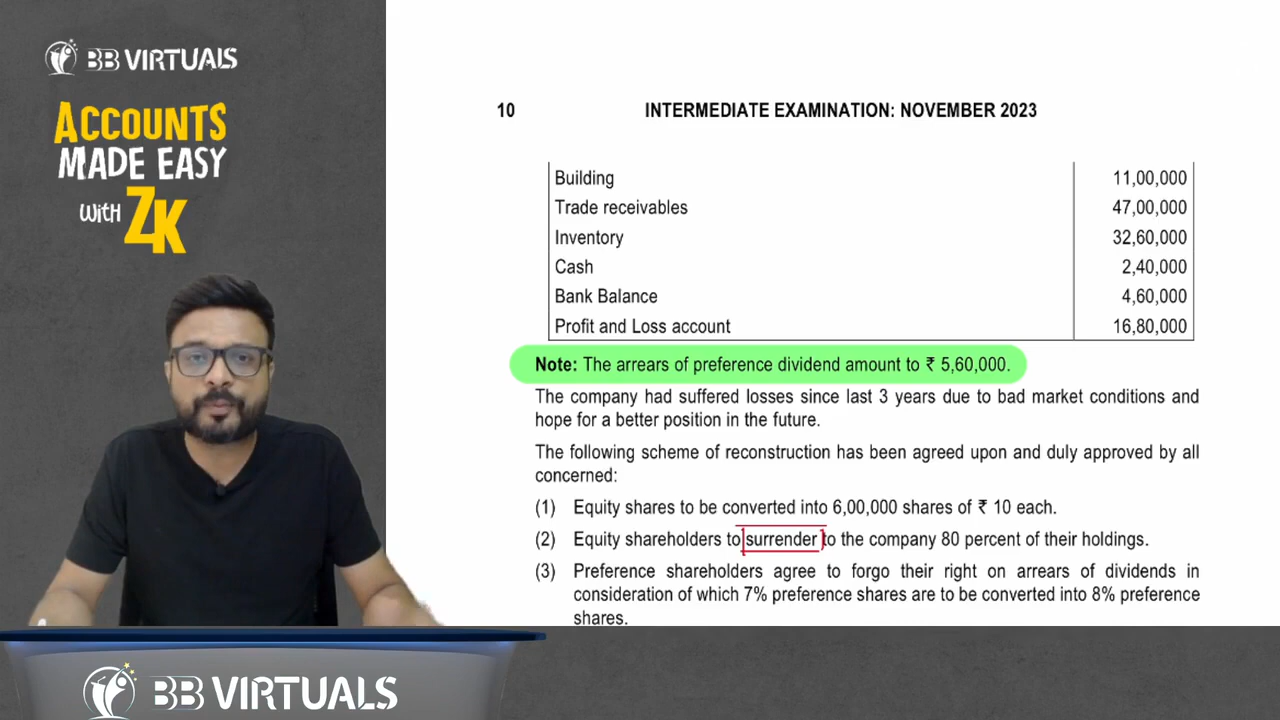 BB VIRTUALS
ACCOUNTS
MADE EASY
with ZK
10 INTERMEDIATE EXAMINATION: NOVEMBER 2023
Building 11,00,000
Trade receivables 47,00,000
Inventory 32,60,000
Cash 2,40,000
Bank Balance 4,60,000
Profit and Loss account 16,80,000
Note: The arrears of preference dividend amount to ₹ 5,60,000.
The company had suffered losses since last 3 years due to bad market conditions and
hope for a better position in the future.
The following scheme of reconstruction has been agreed upon and duly approved by all
concerned:
(1) Equity shares to be converted into 6,00,000 shares of ₹ 10 each.
(2) Equity shareholders to surrender to the company 80 percent of their holdings.
(3) Preference shareholders agree to forgo their right on arrears of dividends in
consideration of which 7% preference shares are to be converted into 8% preference
shares.
BB VIRTUALS